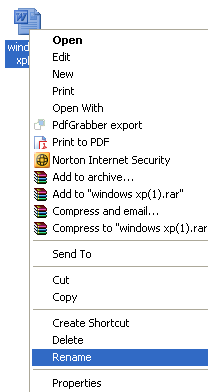 wind
xp(
Open
Edit
New
Print
Open With
PdfGrabber export
Print to PDF
Norton Internet Security
Add to archive...
Add to "windows xp(1).rar"
Compress and email...
Compress to "windows xp(1).rar
Send To
Cut
Copy
Create Shortcut
Delete
Rename
Properties